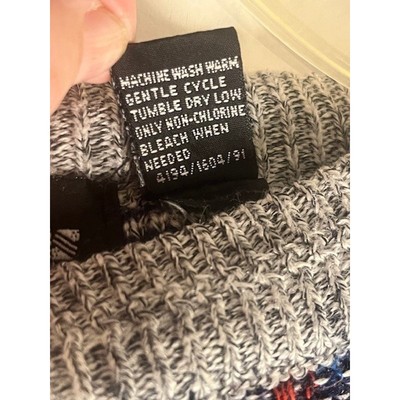 MACHINE WASH WARM
GENTLE CYCLE
TUMBLE DRY LOW
ONLY NON-CHLORINE
BLEACH WHEN
NEEDED
4194/1604/91